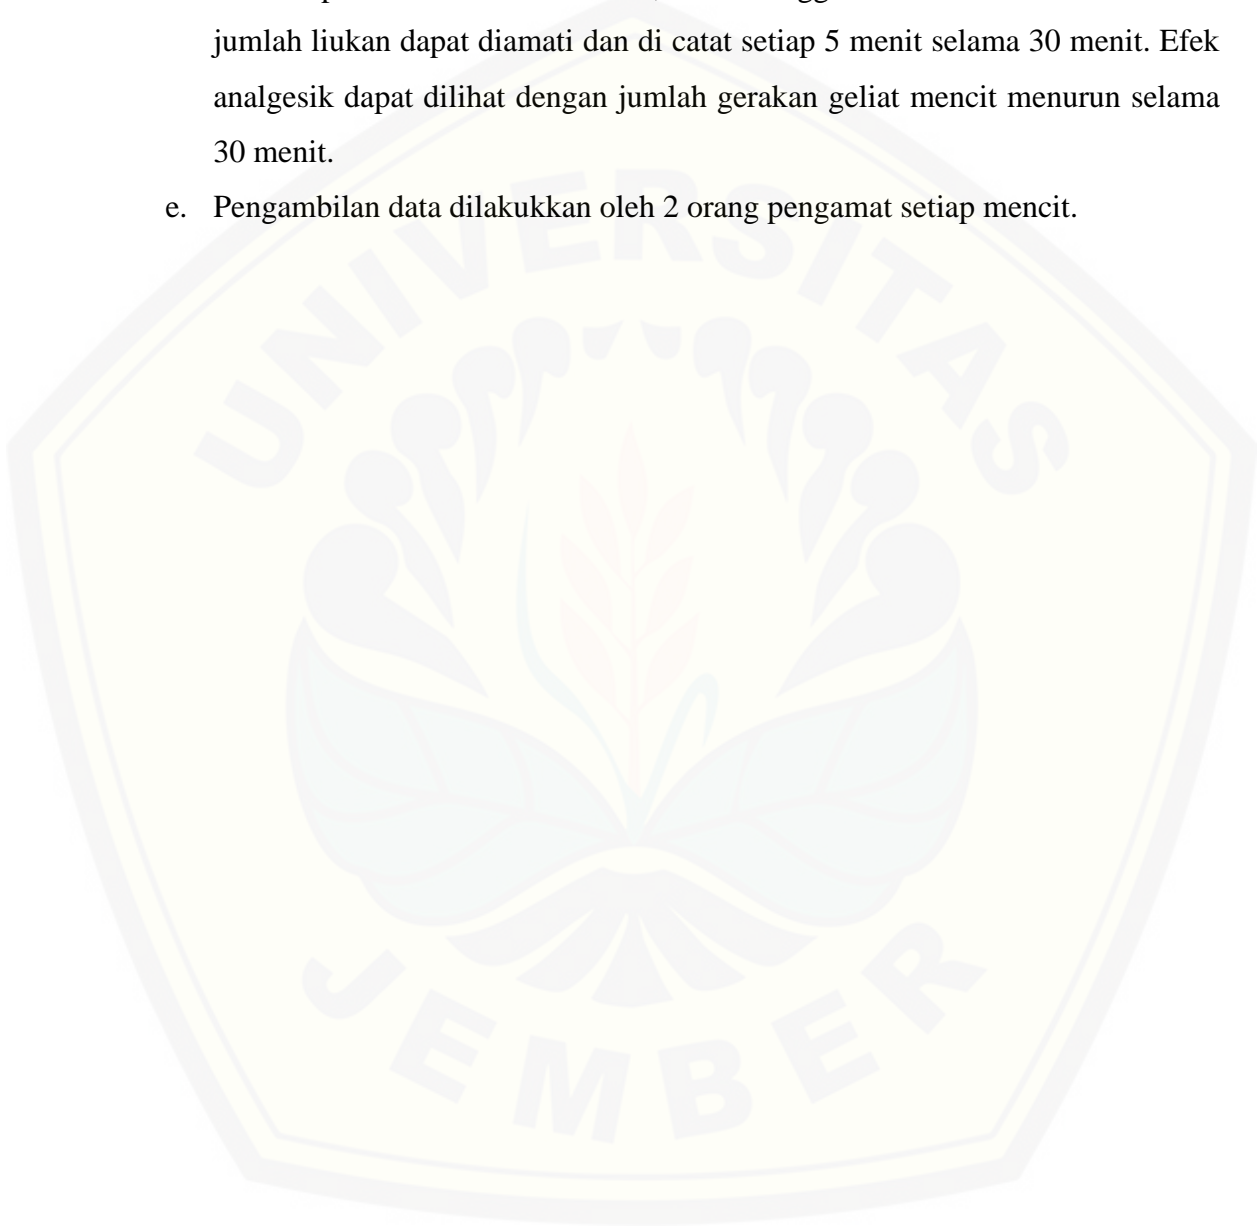 jumlah liukan dapat diamati dan di catat setiap 5 menit selama 30 menit. Efek
analgesik dapat dilihat dengan jumlah gerakan geliat mencit menurun selama
30 menit.
e. Pengambilan data dilakukkan oleh 2 orang pengamat setiap mencit.
UNIVERSITAS
JEMBER